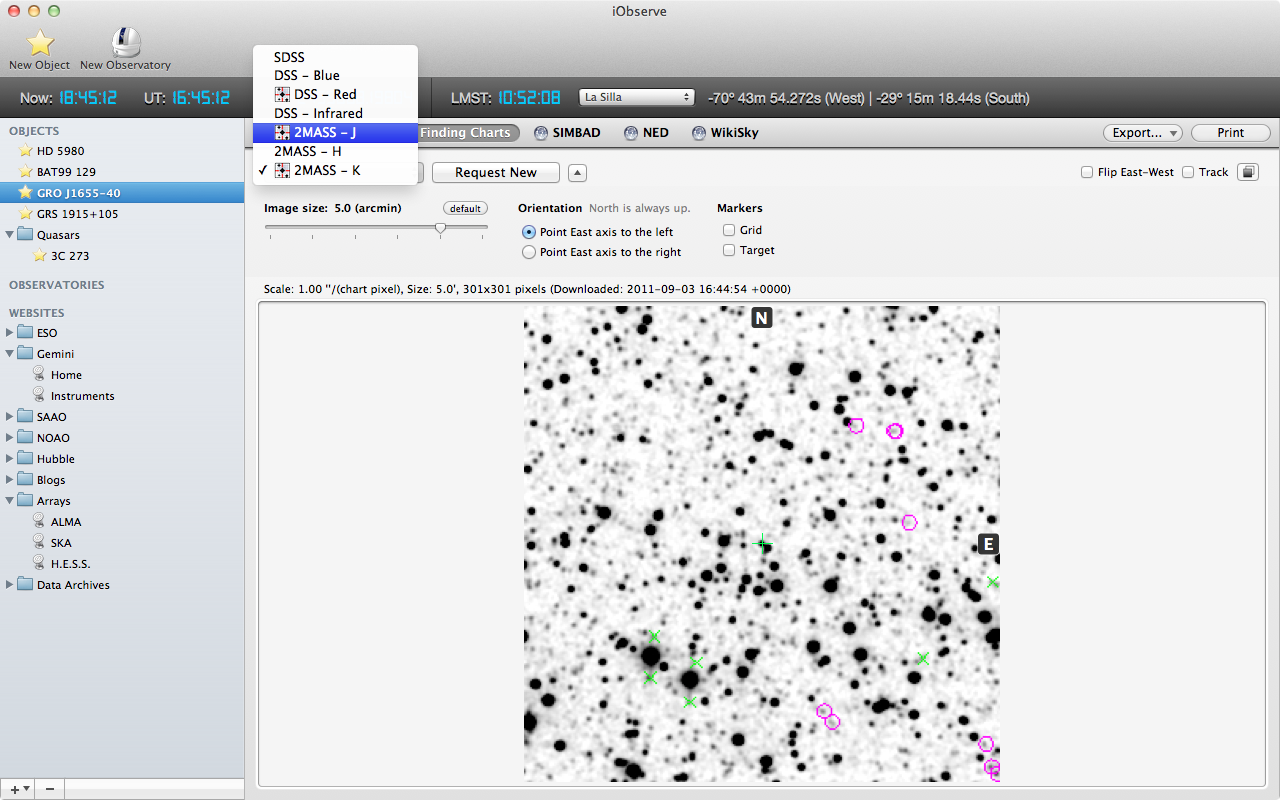 iObserve
New Object
New Observatory
Now: 18:45:12
UT: 16:45:12
LMST: 10:52:08
La Silla
-70° 43m 54.272s (West) | -29° 15m 18.44s (South)
SDSS
DSS - Blue
DSS - Red
DSS - Infrared
2MASS - J
2MASS - H
✓ 2MASS - K
OBJECTS
HD 5980
BAT99 129
GRO J1655-40
GRS 1915+105
Quasars
3C 273
OBSERVATORIES
WEBSITES
ESO
Gemini
Home
Instruments
SAAO
NOAO
Hubble
Blogs
Arrays
ALMA
SKA
H.E.S.S.
Data Archives
Finding Charts
SIMBAD
NED
WikiSky
Export...
Print
Request New
Flip East-West
Track
Image size: 5.0 (arcmin)
default
Orientation North is always up.
Point East axis to the left
Point East axis to the right
Markers
Grid
Target
Scale: 1.00 "/(chart pixel), Size: 5.0', 301x301 pixels (Downloaded: 2011-09-03 16:44:54 +0000)
N
E